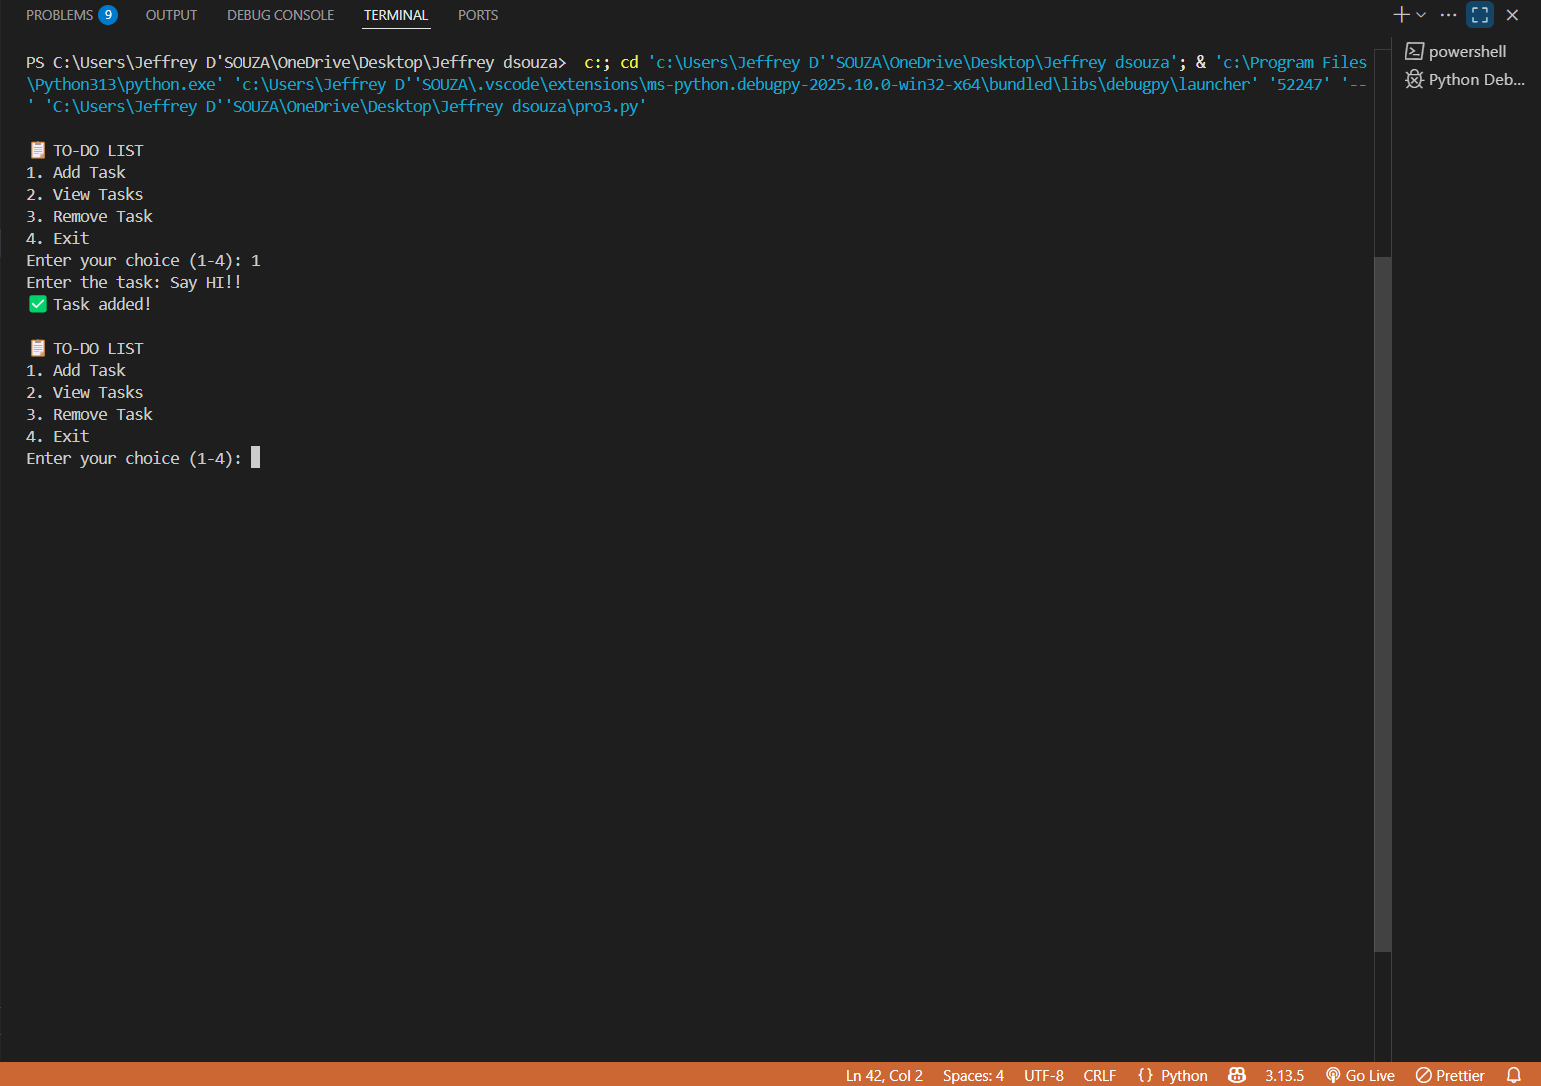 PROBLEMS 9 OUTPUT DEBUG CONSOLE TERMINAL PORTS
powershell
Python Deb...
PS C:\Users\Jeffrey D'SOUZA\OneDrive\Desktop\Jeffrey dsouza>  c:; cd 'c:\Users\Jeffrey D''SOUZA\OneDrive\Desktop\Jeffrey dsouza'; & 'c:\Program Files
\Python313\python.exe' 'c:\Users\Jeffrey D''SOUZA\.vscode\extensions\ms-python.debugpy-2025.10.0-win32-x64\bundled\libs\debugpy\launcher' '52247' '--
' 'C:\Users\Jeffrey D''SOUZA\OneDrive\Desktop\Jeffrey dsouza\pro3.py'
📋 TO-DO LIST
1. Add Task
2. View Tasks
3. Remove Task
4. Exit
Enter your choice (1-4): 1
Enter the task: Say HI!!
✅ Task added!
📋 TO-DO LIST
1. Add Task
2. View Tasks
3. Remove Task
4. Exit
Enter your choice (1-4):
Ln 42, Col 2 Spaces: 4 UTF-8 CRLF {} Python 3.13.5 Go Live Prettier